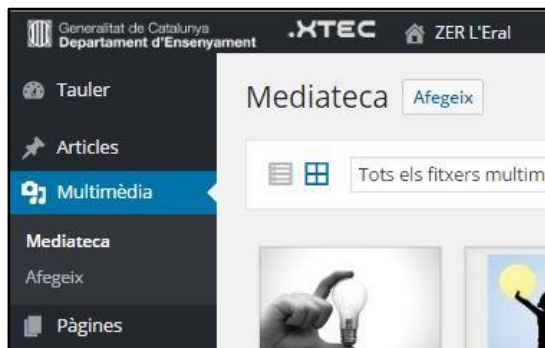 Generalitat de Catalunya
Departament d'Ensenyament
.XTEC
ZER L'Eral
Tauler
Articles
Multimèdia
Mediateca
Afegeix
Pàgines
Mediateca
Afegeix
Tots els fitxers multim